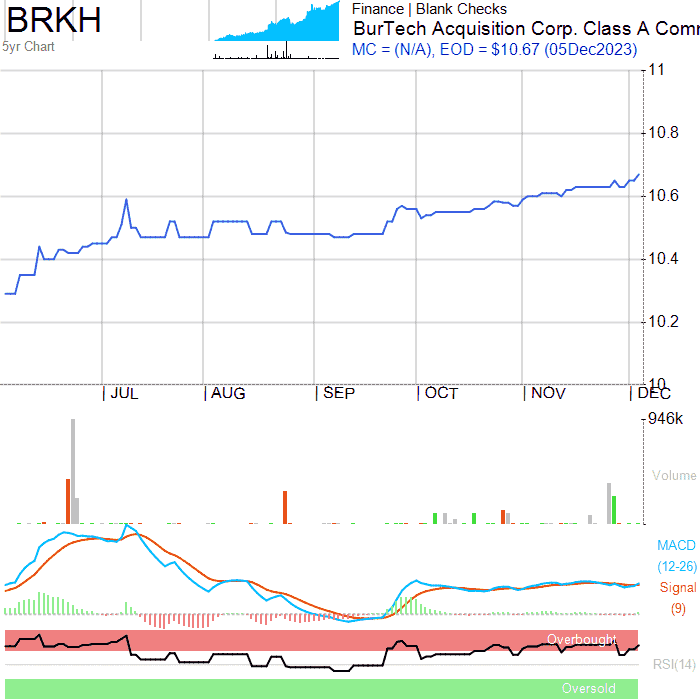 BRKH
5yr Chart
Finance | Blank Checks
BurTech Acquisition Corp. Class A Comm
MC = (N/A), EOD = $10.67 (05Dec2023)
11
10.8
10.6
10.4
10.2
10
JUL AUG SEP OCT NOV DEC
946k
Volume
MACD
(12-26)
Signal
(9)
Overbought
RSI(14)
Oversold